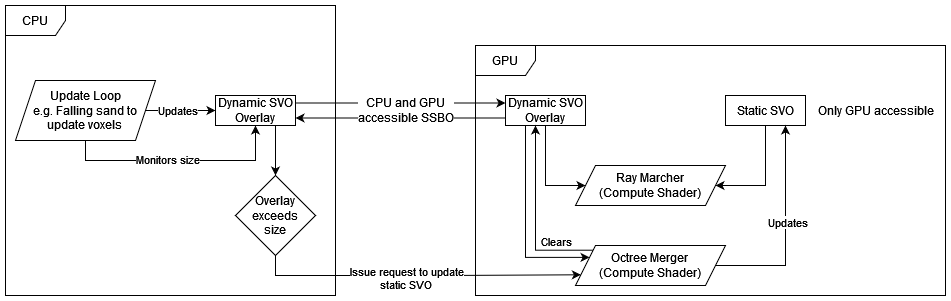 CPU
GPU
Update Loop
e.g. Falling sand to
update voxels
Updates
Dynamic SVO
Overlay
CPU and GPU
accessible SSBO
Dynamic SVO
Overlay
Static SVO
Only GPU accessible
Monitors size
Ray Marcher
(Compute Shader)
Overlay
exceeds
size
Updates
Clears
Octree Merger
(Compute Shader)
Issue request to update
static SVO